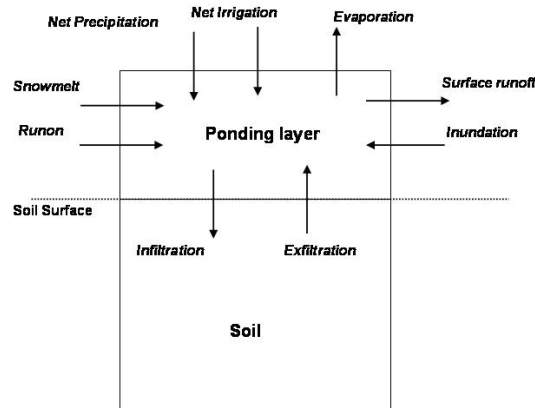 Net Precipitation
Net Irrigation
Evaporation
Snowmelt
Surface runoff
Runon
Ponding layer
Inundation
Soil Surface
Infiltration
Exfiltration
Soil